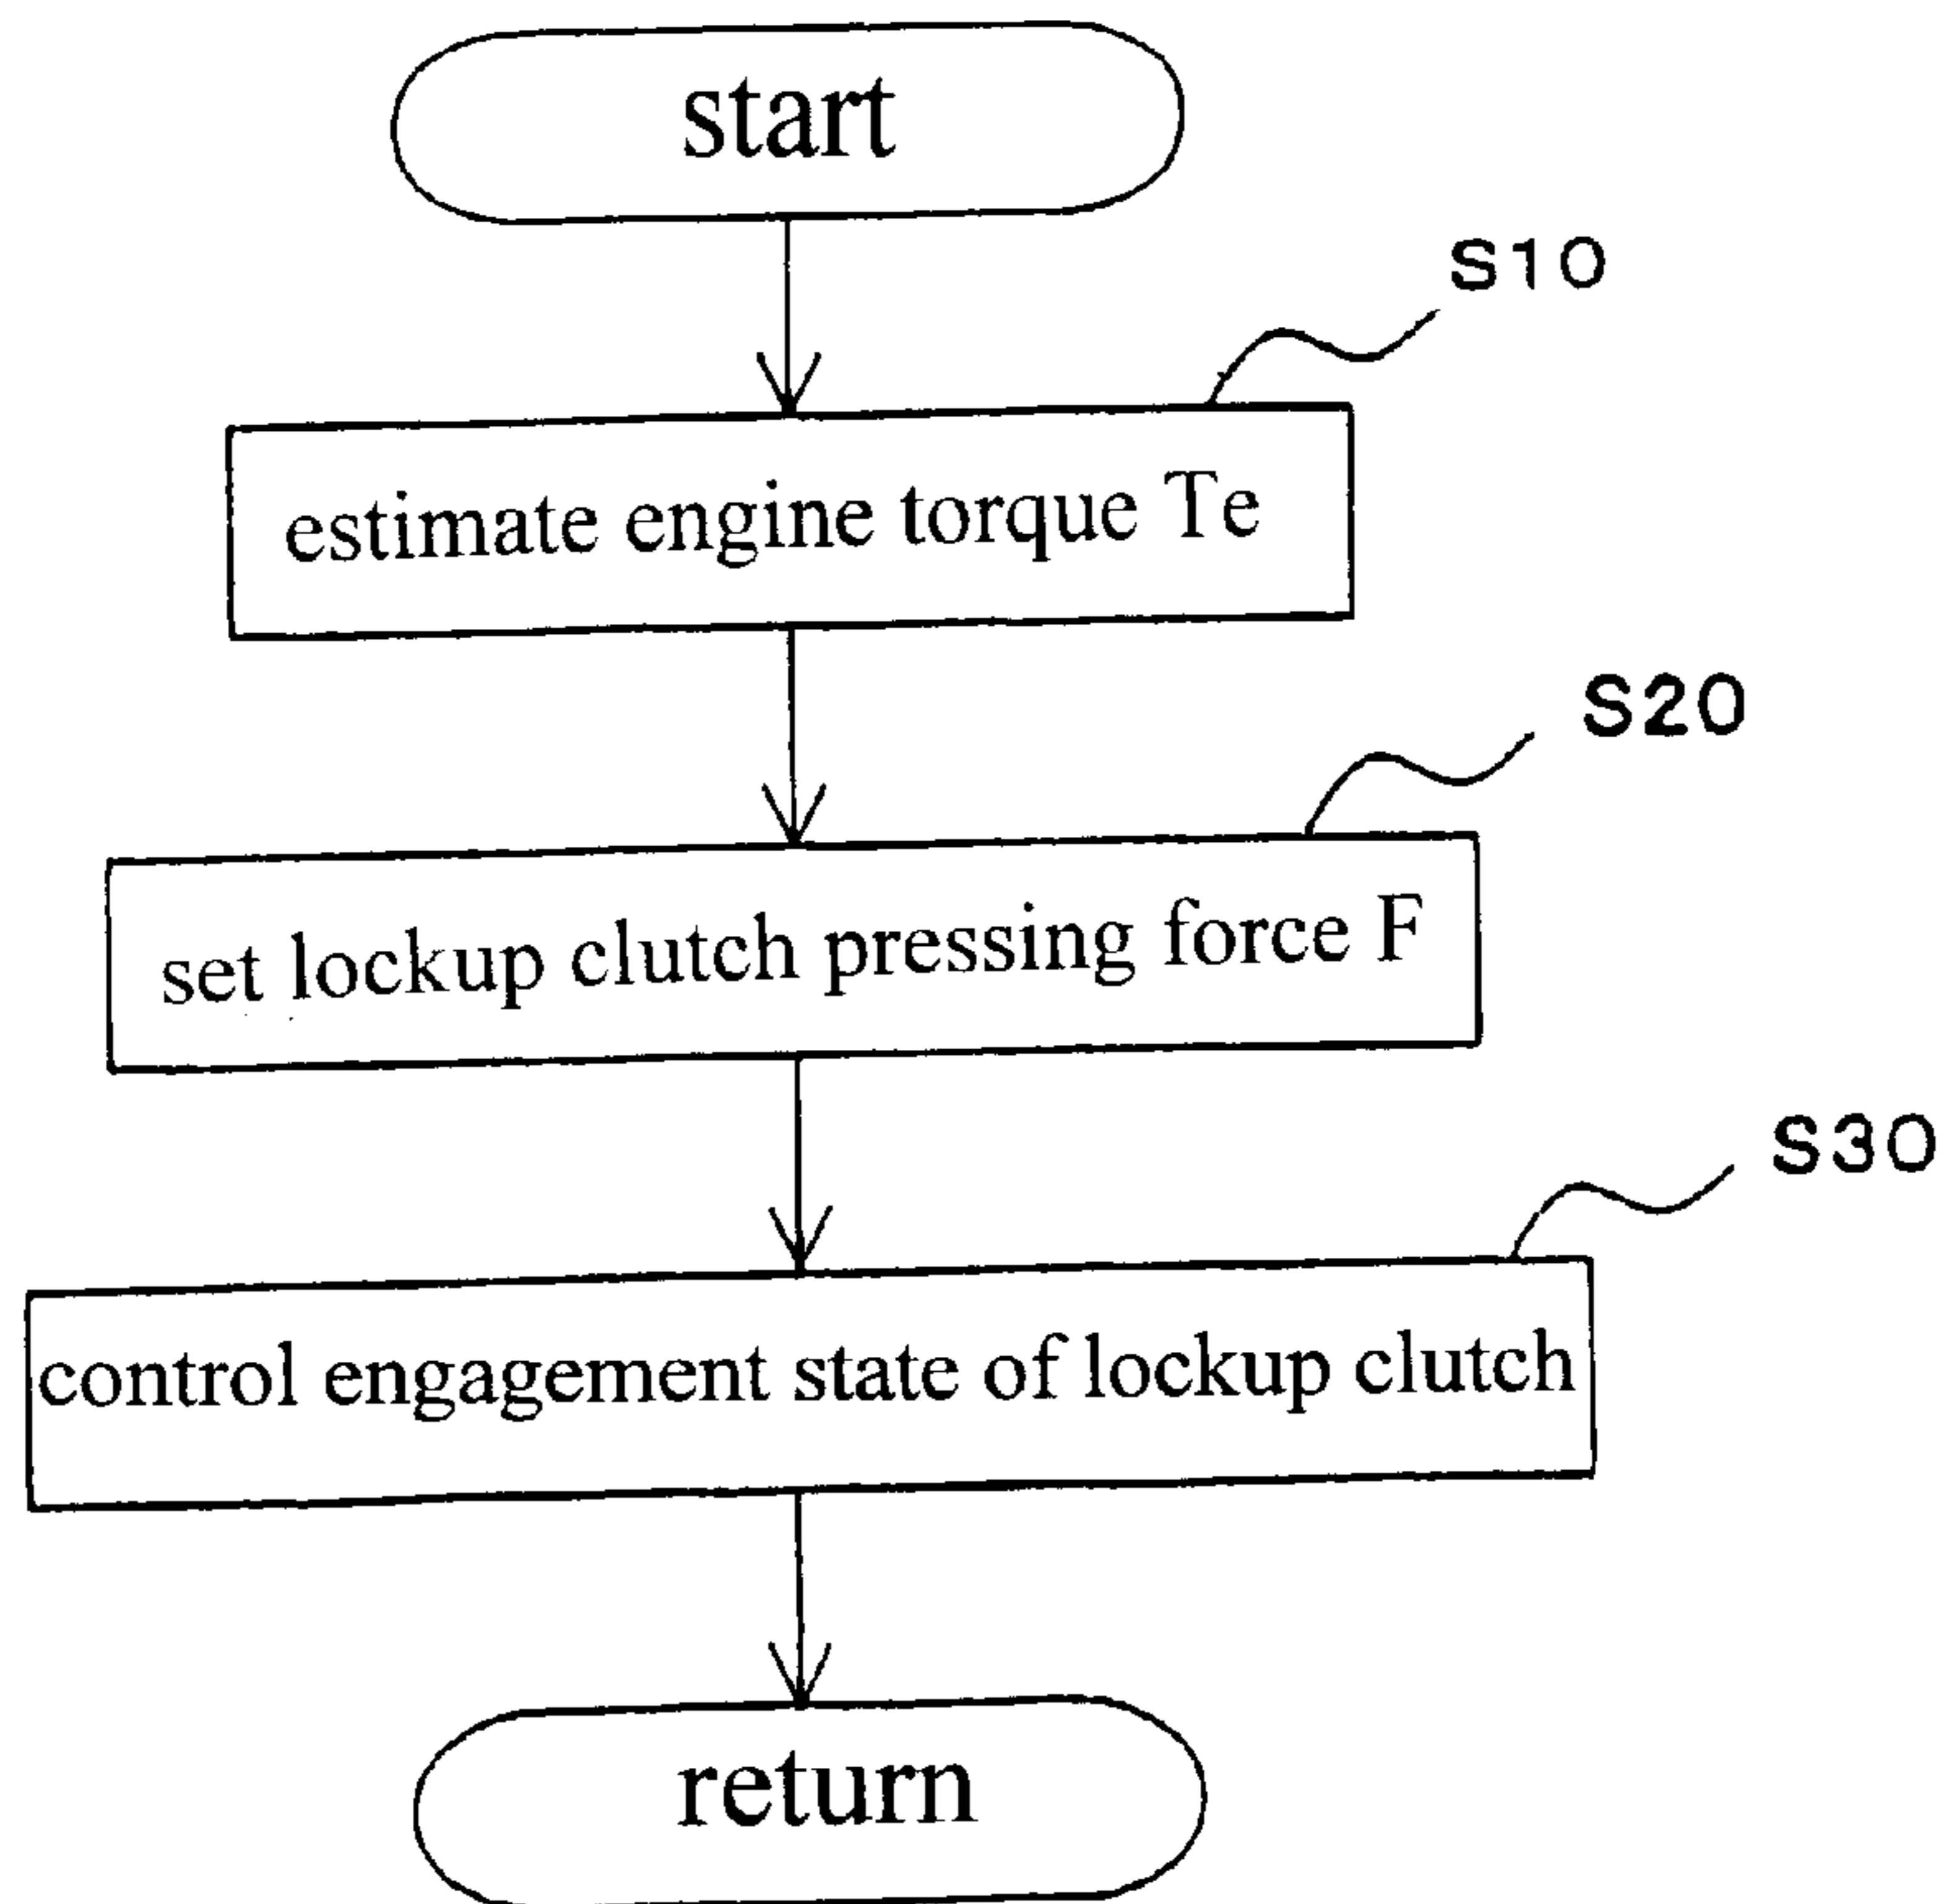 start
S10
estimate engine torque Te
S20
set lockup clutch pressing force F
S30
control engagement state of lockup clutch
return